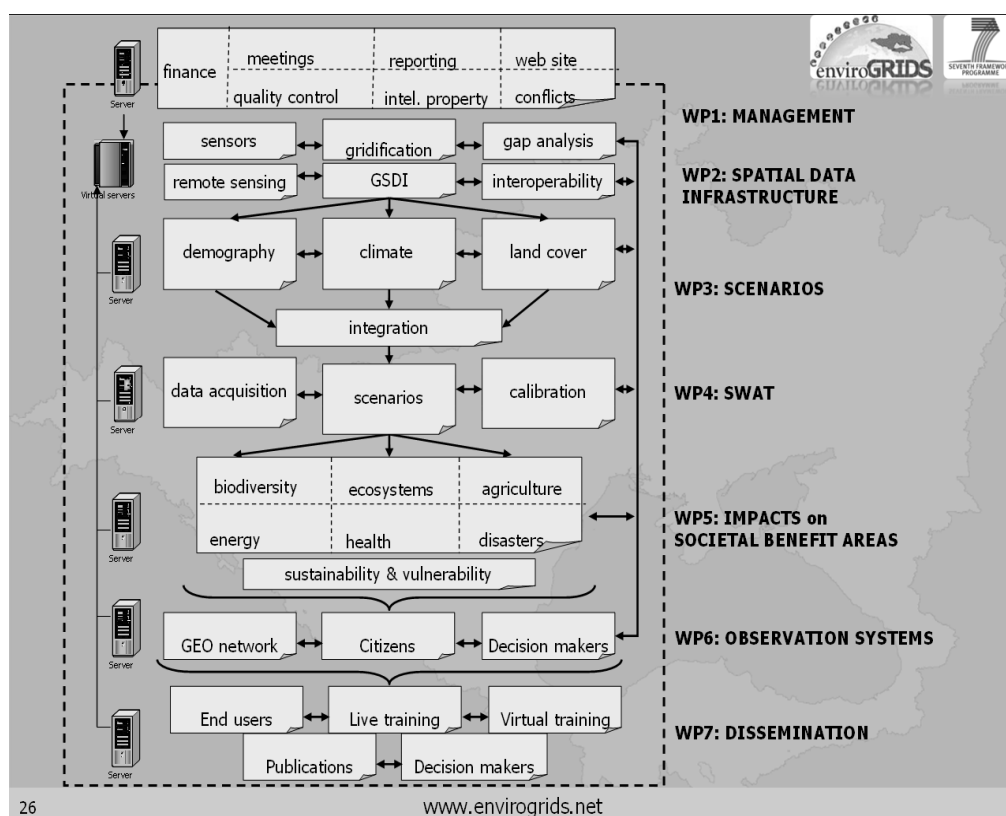 Server
finance
meetings
reporting
web site
quality control
intel. property
conflicts
enviroGRIDS
SEVENTH FRAMEWORK
PROGRAMME
WP1: MANAGEMENT
Virtual servers
sensors
gridification
gap analysis
remote sensing
GSDI
interoperability
WP2: SPATIAL DATA
INFRASTRUCTURE
Server
demography
climate
land cover
integration
WP3: SCENARIOS
Server
data acquisition
scenarios
calibration
WP4: SWAT
Server
biodiversity
ecosystems
agriculture
energy
health
disasters
sustainability & vulnerability
WP5: IMPACTS on
SOCIETAL BENEFIT AREAS
Server
GEO network
Citizens
Decision makers
WP6: OBSERVATION SYSTEMS
Server
End users
Live training
Virtual training
Publications
Decision makers
WP7: DISSEMINATION
26
www.envirogrids.net